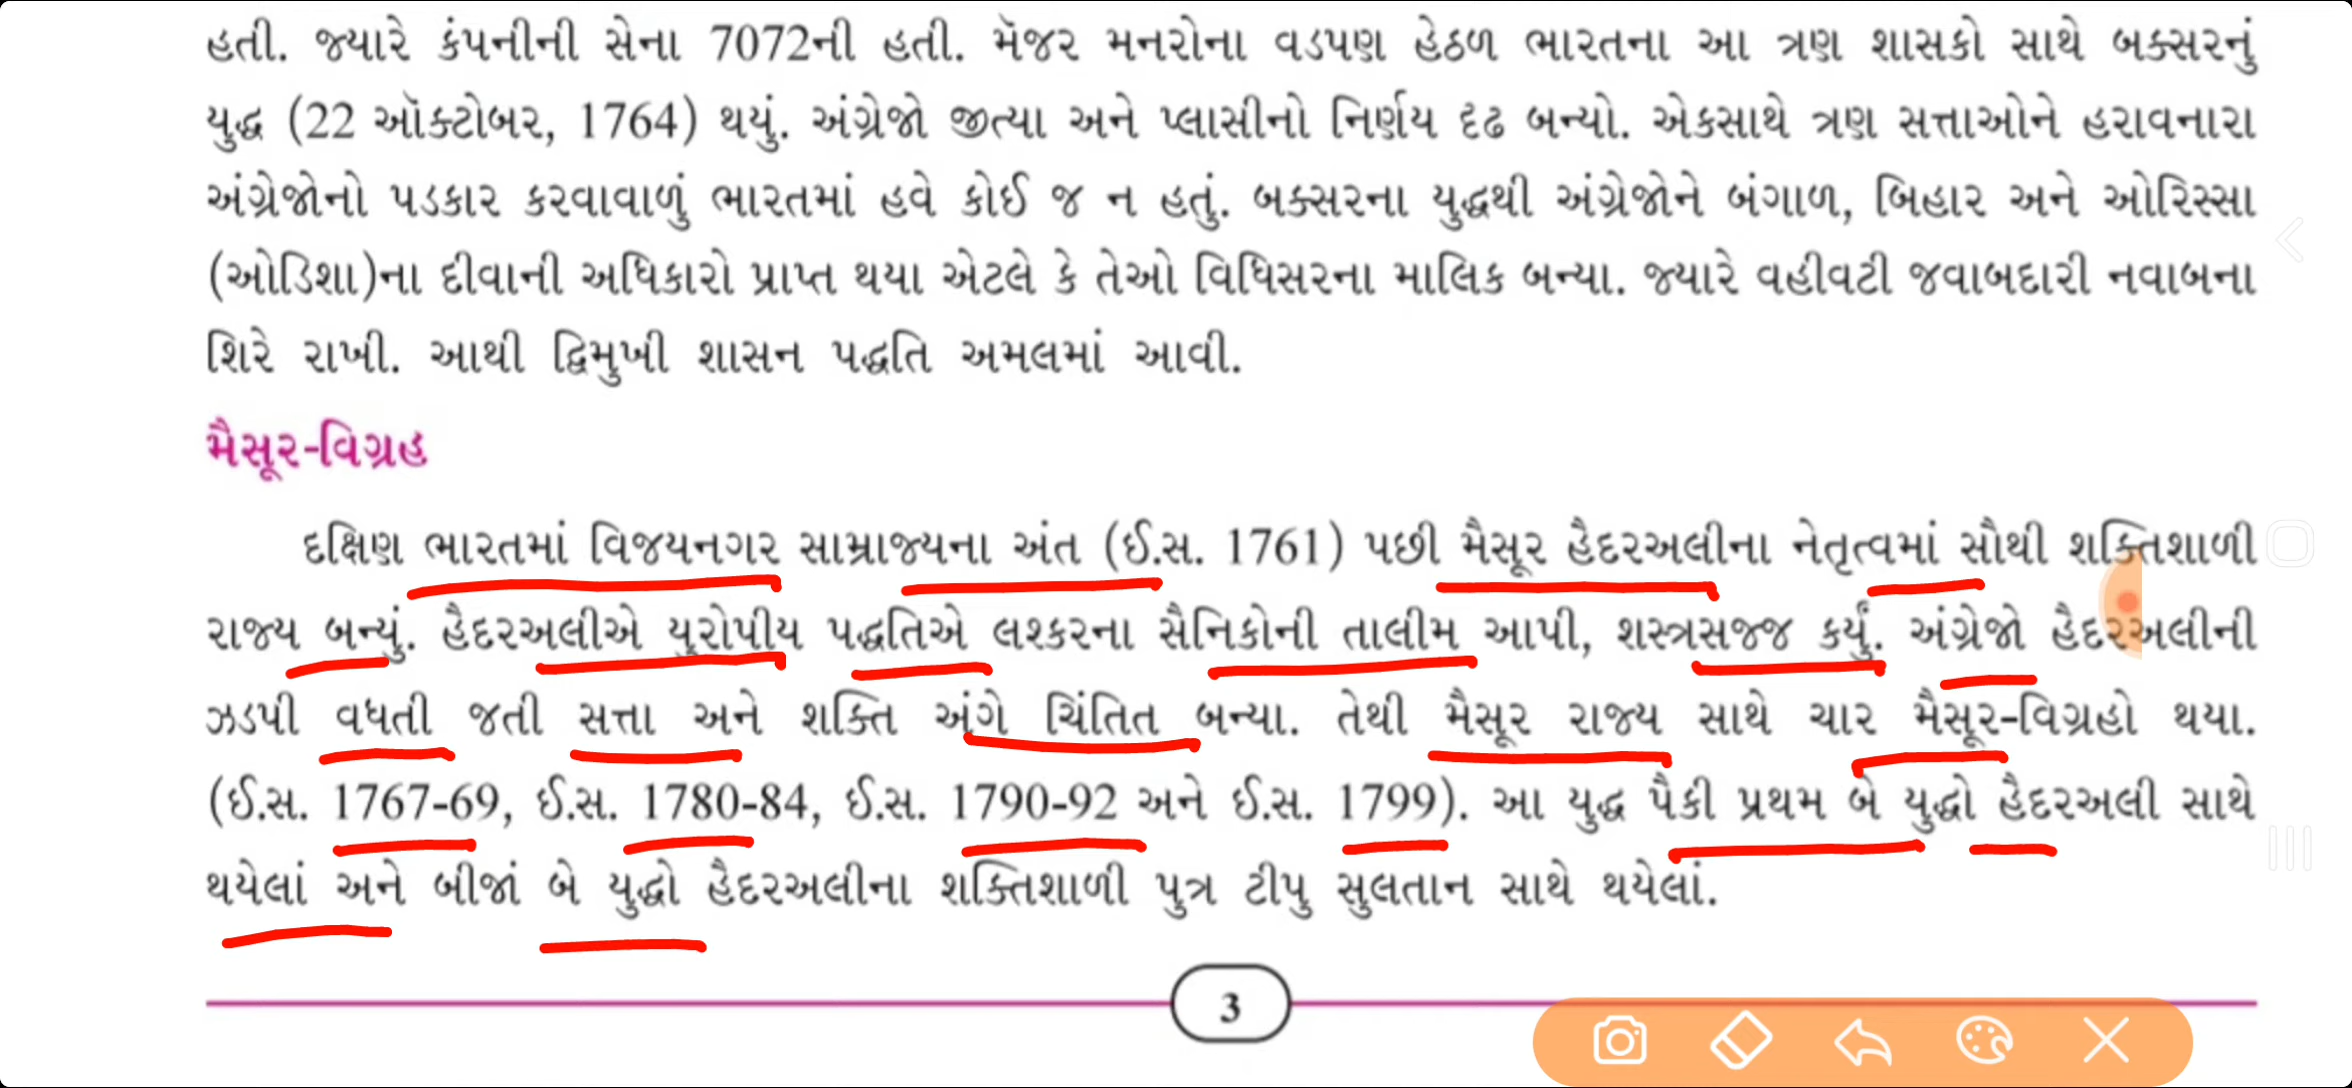 હતી. જ્યારે કંપનીની સેના 7072ની હતી. મૅજર મનરોના વડપણ હેઠળ ભારતના આ ત્રણ શાસકો સાથે બક્સરનું
યુદ્ધ (22 ઑક્ટોબર, 1764) થયું. અંગ્રેજો જીત્યા અને પ્લાસીનો નિર્ણય દૃઢ બન્યો. એકસાથે ત્રણ સત્તાઓને હરાવનારા
અંગ્રેજોનો પડકાર કરવાવાળું ભારતમાં હવે કોઈ જ ન હતું. બક્સરના યુદ્ધથી અંગ્રેજોને બંગાળ, બિહાર અને ઓરિસ્સા
(ઓડિશા)ના દીવાની અધિકારો પ્રાપ્ત થયા એટલે કે તેઓ વિધિસરના માલિક બન્યા. જ્યારે વહીવટી જવાબદારી નવાબના
શિરે રાખી. આથી દ્વિમુખી શાસન પદ્ધતિ અમલમાં આવી.
મૈસૂર-વિગ્રહ
દક્ષિણ ભારતમાં વિજયનગર સામ્રાજ્યના અંત (ઈ.સ. 1761) પછી મૈસૂર હૈદરઅલીના નેતૃત્વમાં સૌથી શક્તિશાળી
રાજ્ય બન્યું. હૈદરઅલીએ યૂરોપીય પદ્ધતિએ લશ્કરના સૈનિકોની તાલીમ આપી, શસ્ત્રસજ્જ કર્યું. અંગ્રેજો હૈદરઅલીની
ઝડપી વધતી જતી સત્તા અને શક્તિ અંગે ચિંતિત બન્યા. તેથી મૈસૂર રાજ્ય સાથે ચાર મૈસૂર-વિગ્રહો થયા.
(ઈ.સ. 1767-69, ઈ.સ. 1780-84, ઈ.સ. 1790-92 અને ઈ.સ. 1799). આ યુદ્ધ પૈકી પ્રથમ બે યુદ્ધો હૈદરઅલી સાથે
થયેલાં અને બીજાં બે યુદ્ધો હૈદરઅલીના શક્તિશાળી પુત્ર ટીપુ સુલતાન સાથે થયેલાં.
3